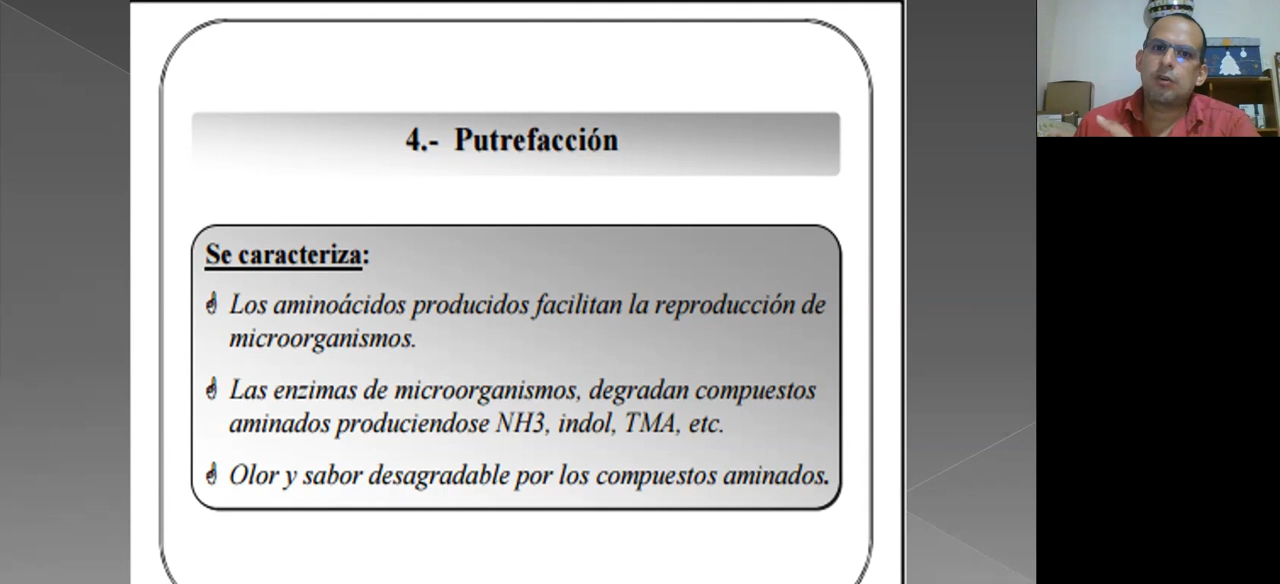 4.- Putrefacción
Se caracteriza:
Los aminoácidos producidos facilitan la reproducción de
microorganismos.
Las enzimas de microorganismos, degradan compuestos
aminados produciendose NH3, indol, TMA, etc.
Olor y sabor desagradable por los compuestos aminados.